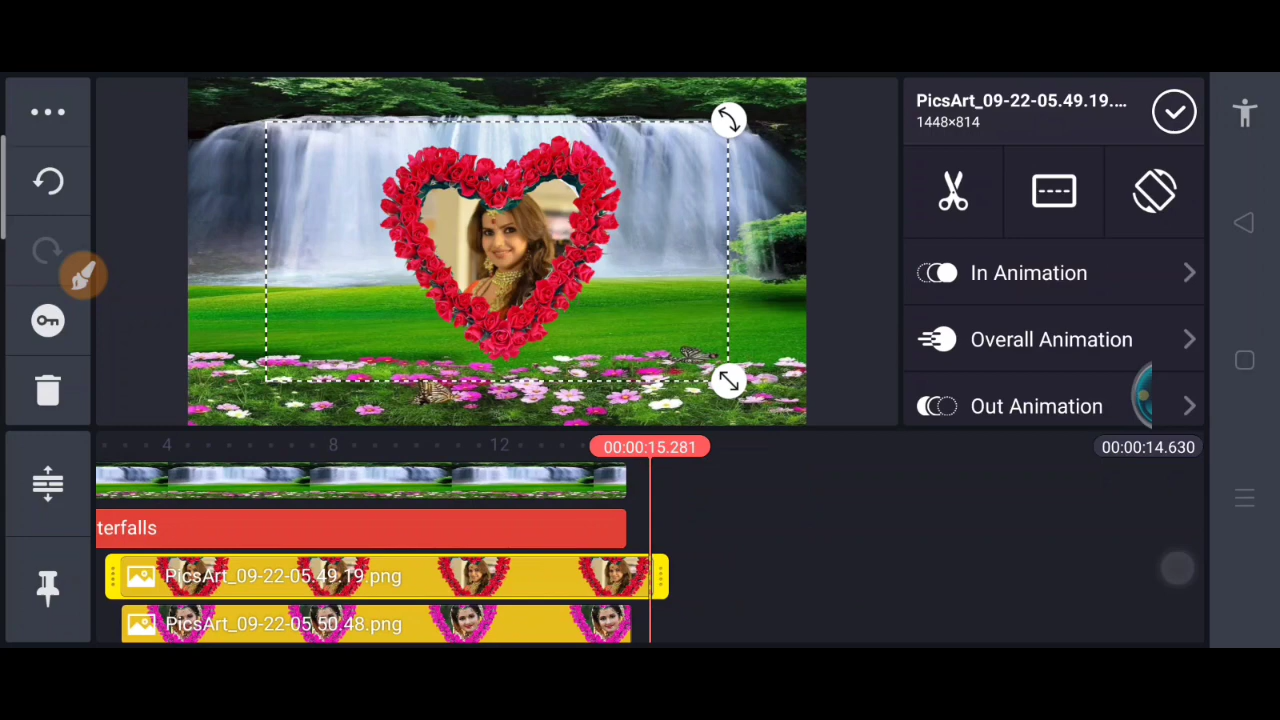 PicsArt_09-22-05.49.19....
1448×814
In Animation
Overall Animation
Out Animation
4 8 12 00:00:15.281 00:00:14.630
terfalls
PicsArt_09-22-05.49.19.png
PicsArt_09-22-05.50.48.png